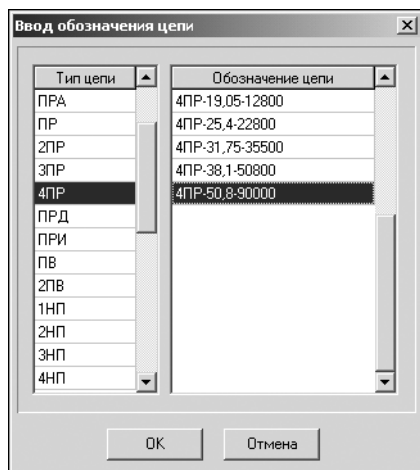 Ввод обозначения цепи
Тип цепи
ПРА
ПР
2ПР
3ПР
4ПР
ПРД
ПРИ
ПВ
2ПВ
1НП
2НП
3НП
4НП
Обозначение цепи
4ПР-19,05-12800
4ПР-25,4-22800
4ПР-31,75-35500
4ПР-38,1-50800
4ПР-50,8-90000
OK
Отмена